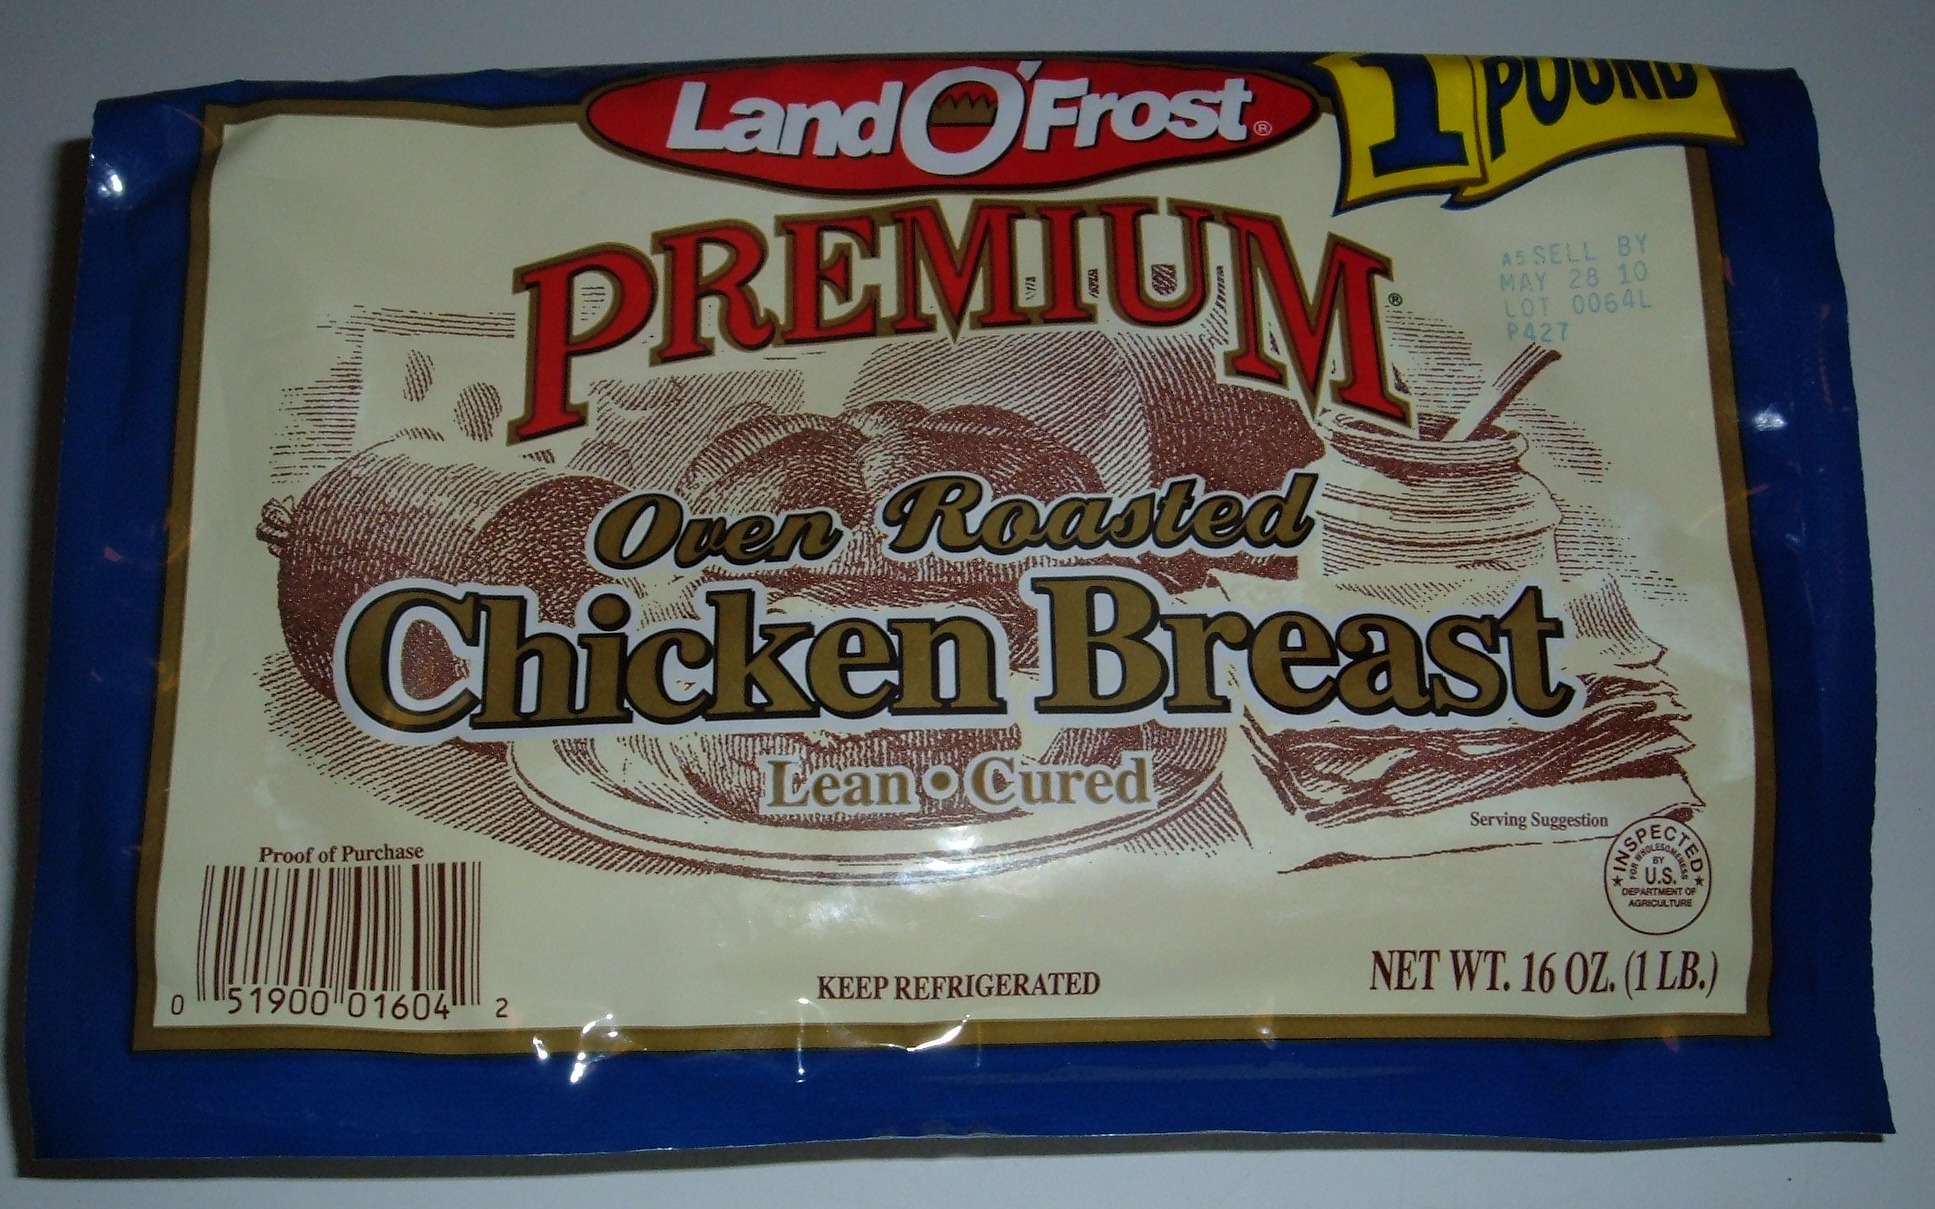 Land O'Frost®
1 POUND
PREMIUM®
A5 SELL BY
MAY 28 10
LOT 0064L
P427
Oven Roasted
Chicken Breast
Lean • Cured
Serving Suggestion
INSPECTED
FOR WHOLESOMENESS
BY
U.S.
DEPARTMENT OF
AGRICULTURE
Proof of Purchase
0 51900 01604 2
KEEP REFRIGERATED
NET WT. 16 OZ. (1 LB.)